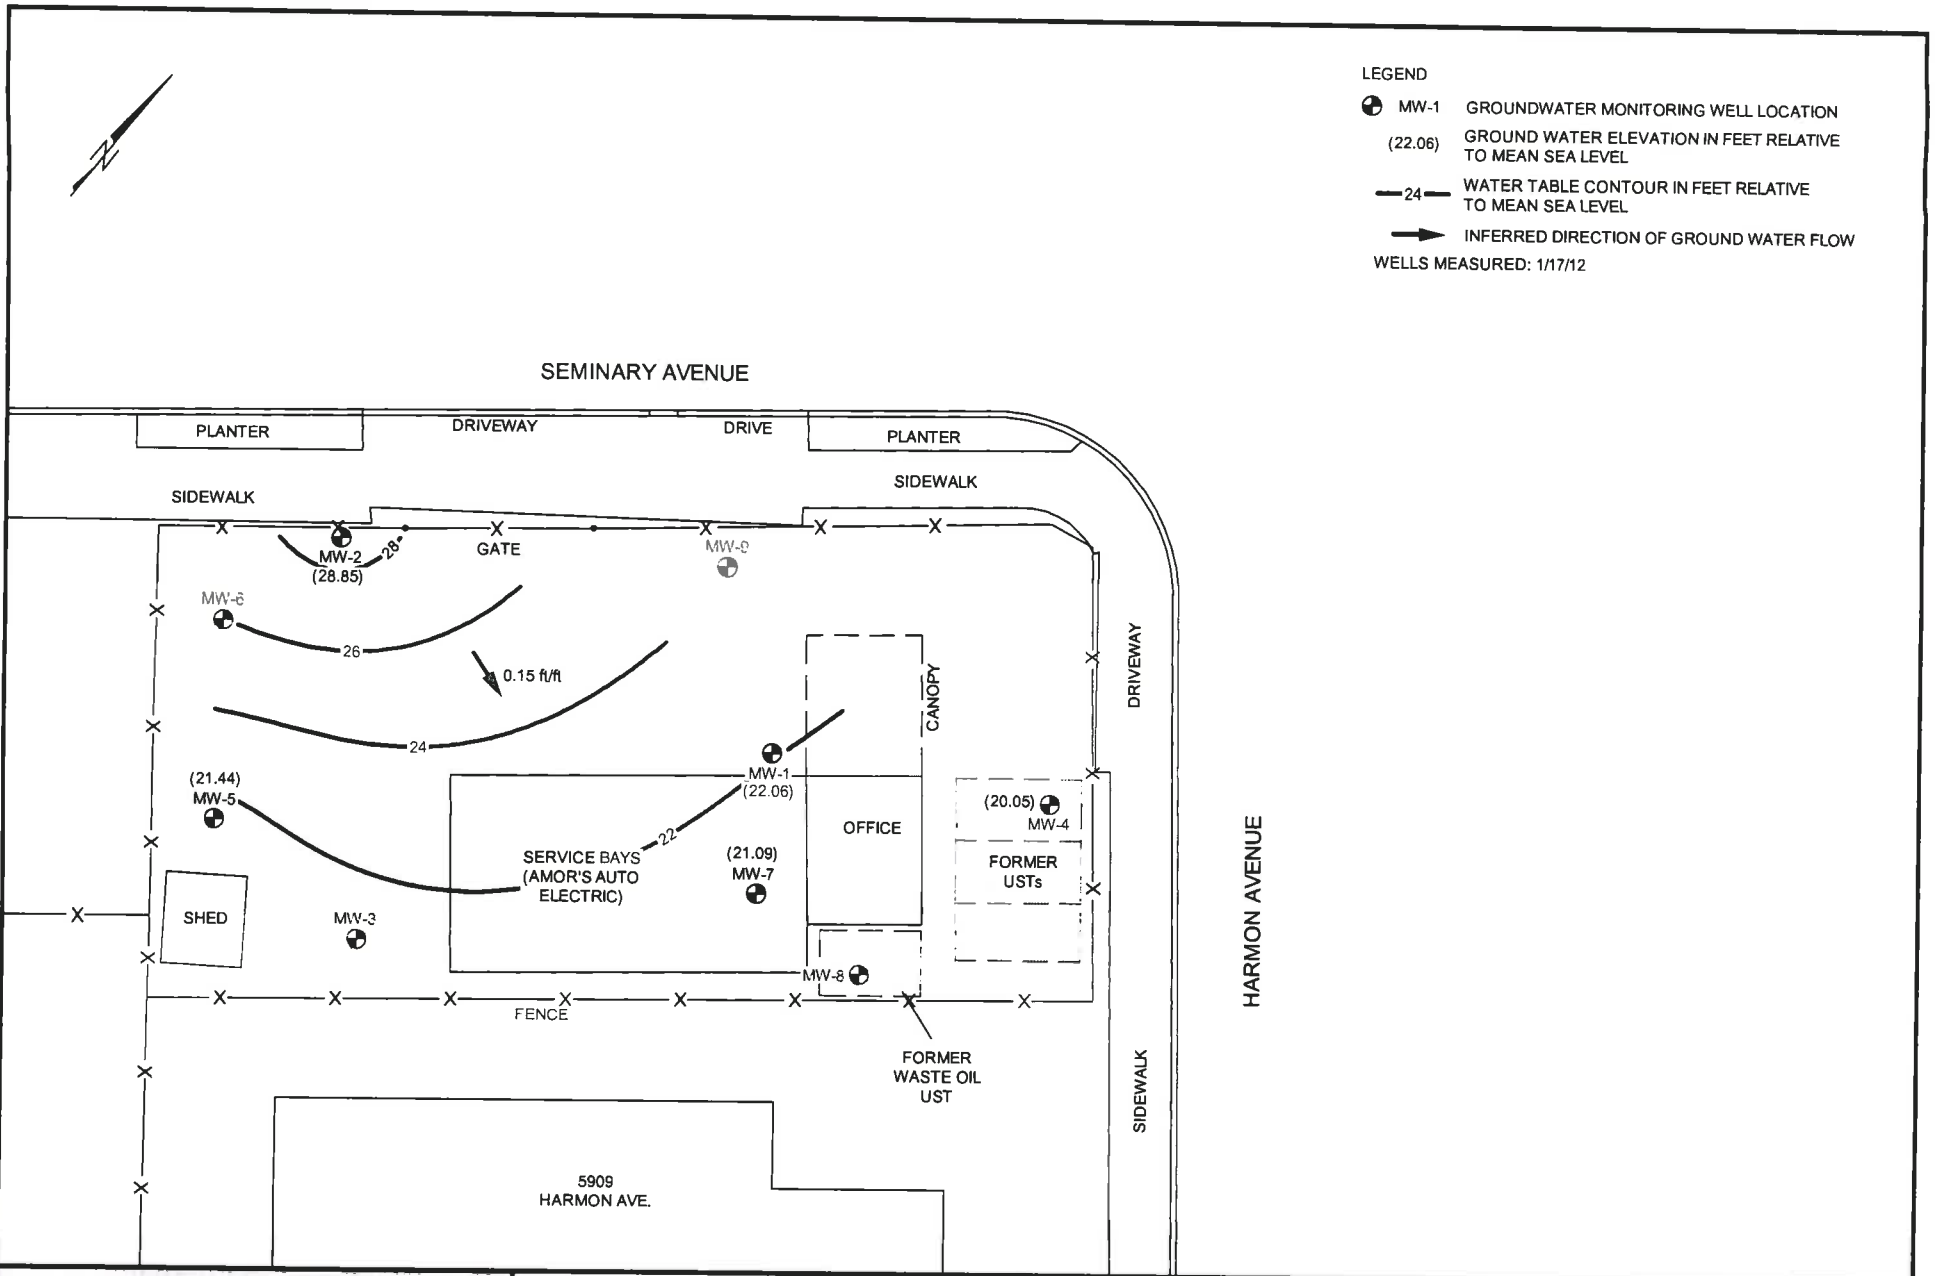 LEGEND
MW-1 GROUNDWATER MONITORING WELL LOCATION
(22.06) GROUND WATER ELEVATION IN FEET RELATIVE
TO MEAN SEA LEVEL
24 WATER TABLE CONTOUR IN FEET RELATIVE
TO MEAN SEA LEVEL
INFERRED DIRECTION OF GROUND WATER FLOW
WELLS MEASURED: 1/17/12
N
SEMINARY AVENUE
PLANTER
DRIVEWAY
DRIVE
PLANTER
SIDEWALK
SIDEWALK
GATE
MW-2
(28.85)
28
MW-9
MW-6
26
0.15 ft/ft
24
CANOPY
DRIVEWAY
(21.44)
MW-5
MW-1
(22.06)
22
(20.05)
MW-4
OFFICE
SERVICE BAYS
(AMOR'S AUTO
ELECTRIC)
(21.09)
MW-7
FORMER
USTs
SHED
MW-3
MW-8
HARMON AVENUE
FENCE
FORMER
WASTE OIL
UST
SIDEWALK
5909
HARMON AVE.